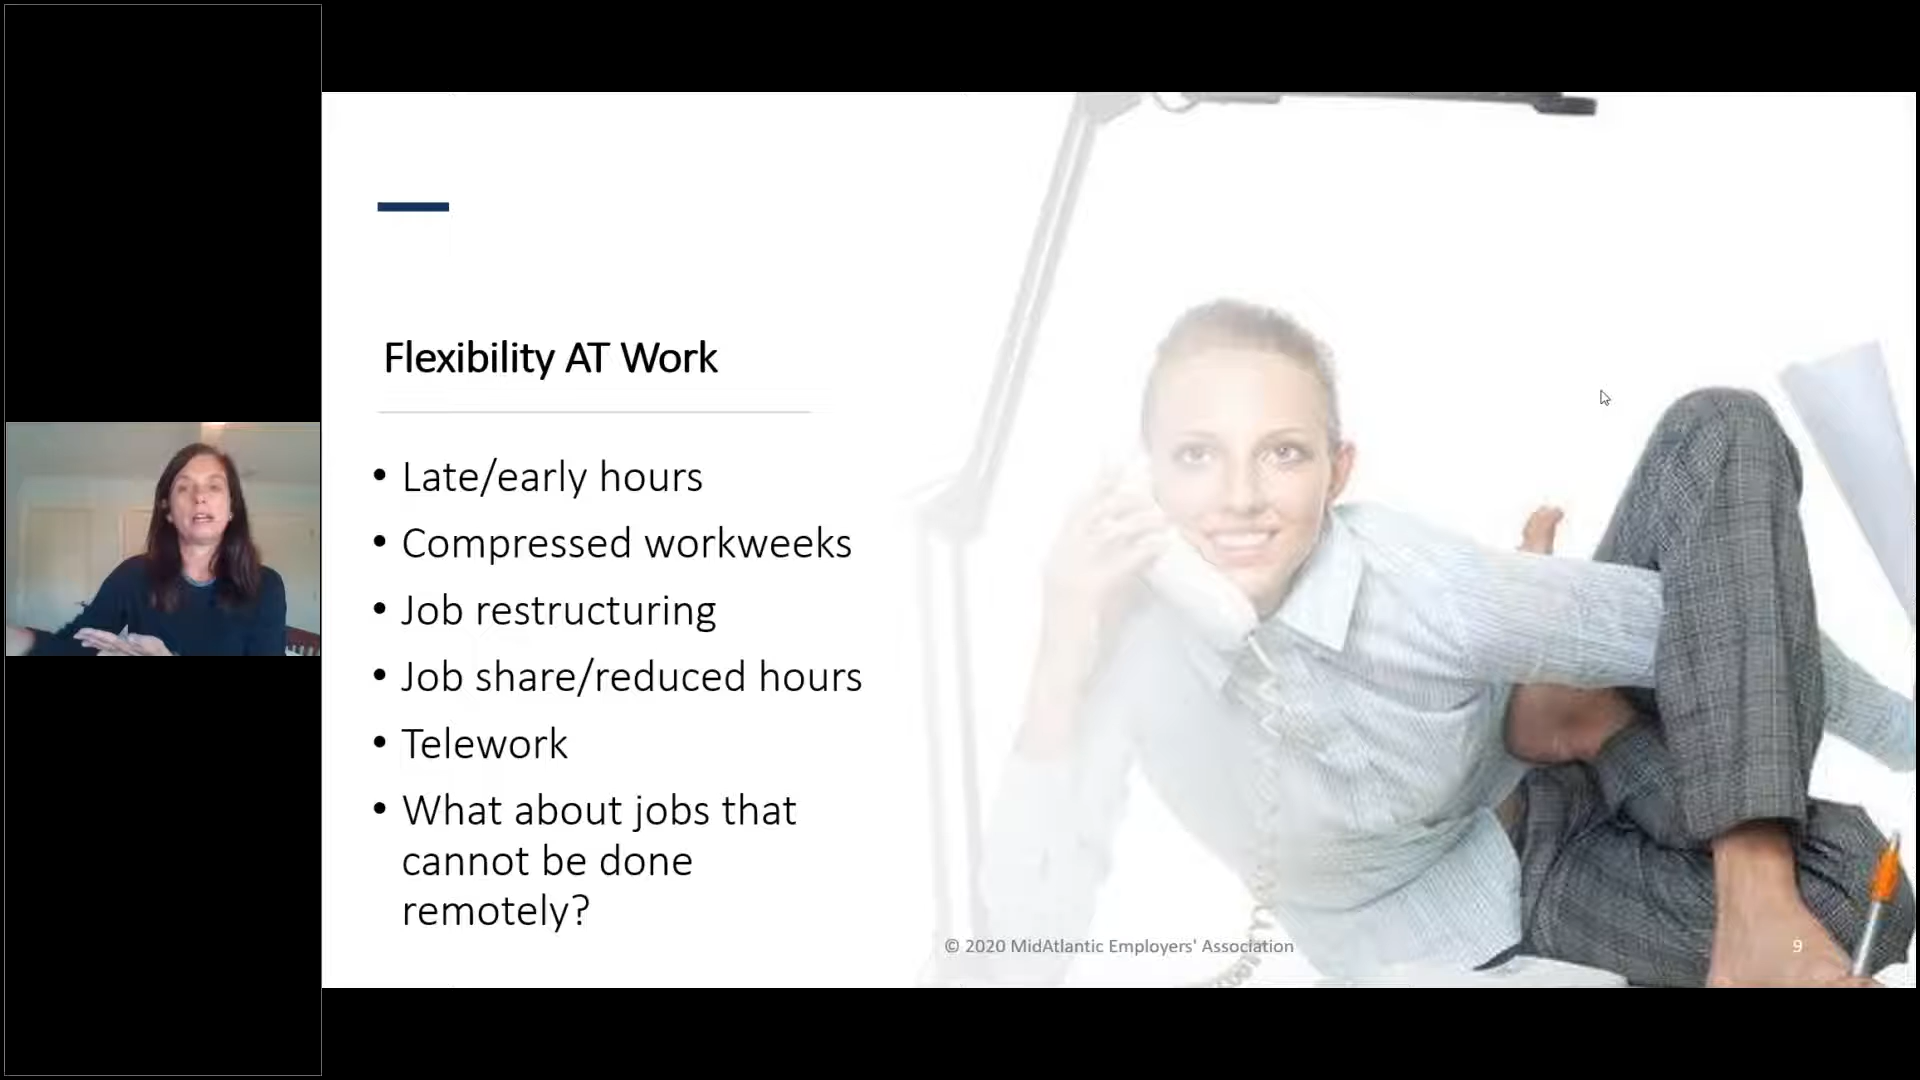 Flexibility AT Work
• Late/early hours
• Compressed workweeks
• Job restructuring
• Job share/reduced hours
• Telework
• What about jobs that
cannot be done
remotely?
© 2020 MidAtlantic Employers' Association
9